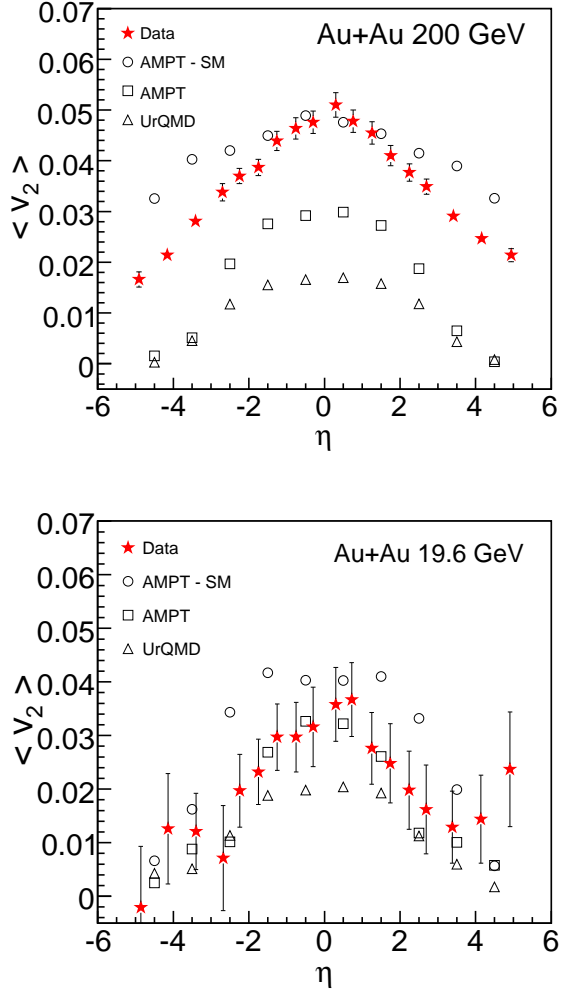 Au+Au 200 GeV
Data
AMPT - SM
AMPT
UrQMD
< v2 >
0.07
0.06
0.05
0.04
0.03
0.02
0.01
0
-6 -4 -2 0 2 4 6
η
Au+Au 19.6 GeV
Data
AMPT - SM
AMPT
UrQMD
< v2 >
0.07
0.06
0.05
0.04
0.03
0.02
0.01
0
-6 -4 -2 0 2 4 6
η